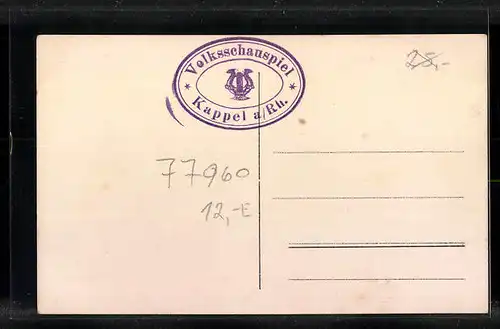 * Volksschauspiel *
Kappel a/Rh.
25,-
77960
12,-E